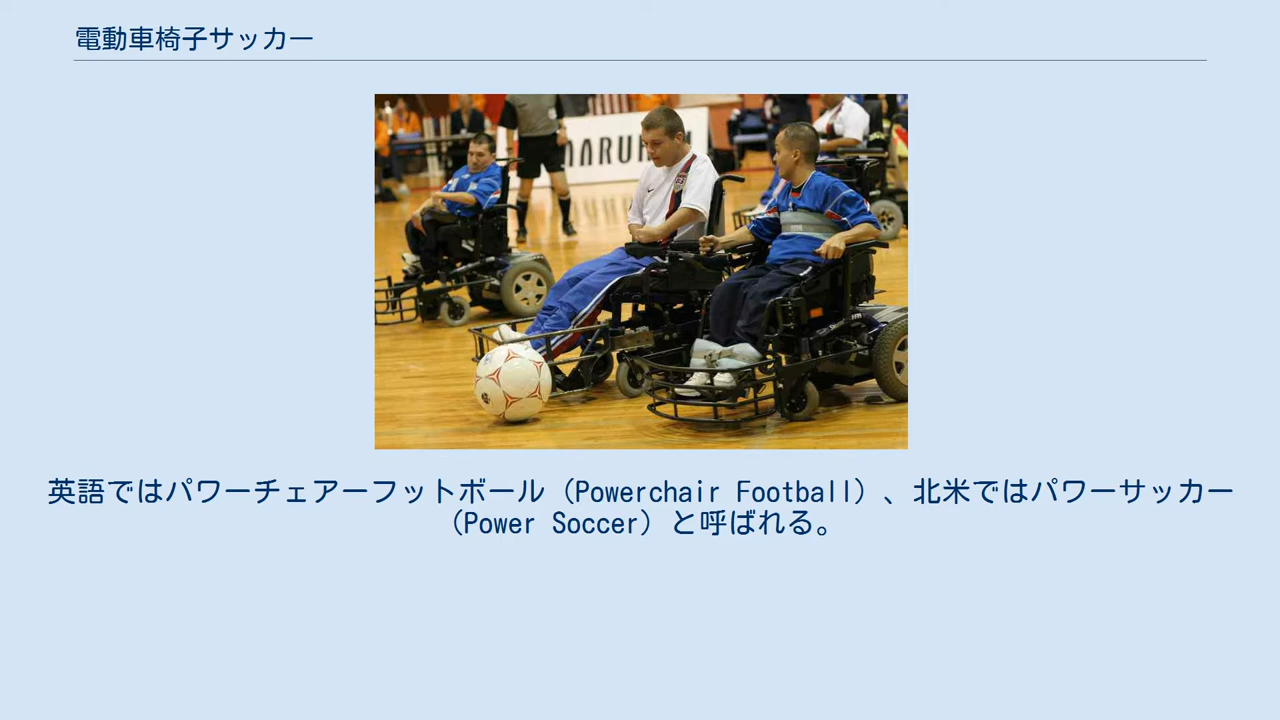 電動車椅子サッカー
英語ではパワーチェアーフットボール（Powerchair Football）、北米ではパワーサッカー
（Power Soccer）と呼ばれる。